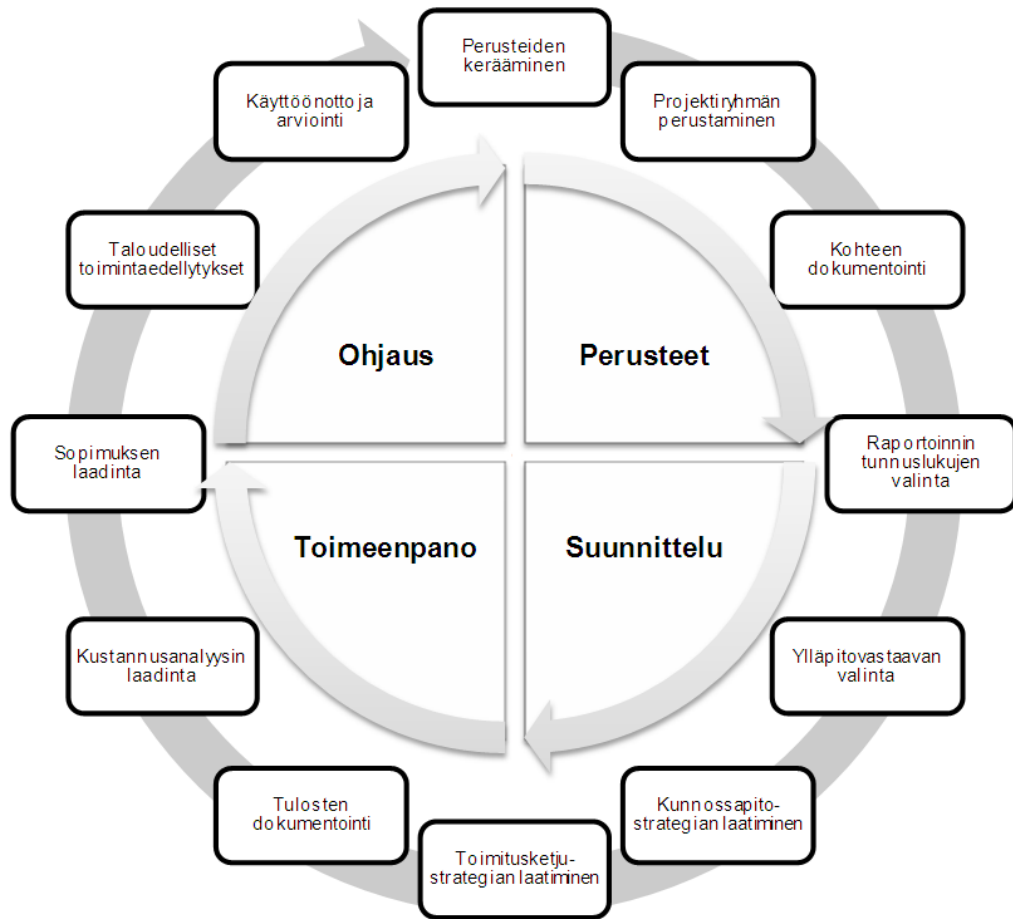 Perusteiden
kerääminen
Projektiryhmän
perustaminen
Kohteen
dokumentointi
Raportoinnin
tunnuslukujen
valinta
Ylläpitovastaavan
valinta
Kunnossapito-
strategian laatiminen
Toimitusketju-
strategian laatiminen
Tulosten
dokumentointi
Kustannusanalyysin
laadinta
Sopimuksen
laadinta
Taloudelliset
toimintaedellytykset
Käyttöönotto ja
arviointi
Ohjaus
Perusteet
Toimeenpano
Suunnittelu